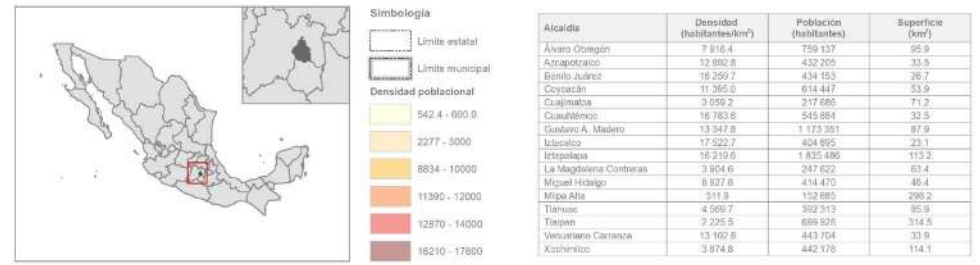 Simbología
Límite estatal
Límite municipal
Densidad poblacional
542.4 - 600.0
2277 - 5000
8834 - 10000
11390 - 12000
12870 - 14000
16210 - 17600
Alcaldía Densidad (habitantes/km²) Población (habitantes) Superficie (km²)
Álvaro Obregón 7 916.4 759 137 95.9
Azcapotzalco 12 892.8 432 205 33.5
Benito Juárez 16 259.7 434 153 26.7
Coyoacán 11 395.0 614 447 53.9
Cuajimalpa 3 059.2 217 686 71.2
Cuauhtémoc 16 783.6 545 884 32.5
Gustavo A. Madero 13 347.8 1 173 351 87.9
Iztacalco 17 522.7 404 695 23.1
Iztapalapa 16 219.6 1 835 486 113.2
La Magdalena Contreras 3 904.6 247 622 63.4
Miguel Hidalgo 8 927.8 414 470 46.4
Milpa Alta 511.9 152 685 298.2
Tláhuac 4 569.7 392 313 85.9
Tlalpan 2 225.5 699 928 314.5
Venustiano Carranza 13 102.8 443 704 33.9
Xochimilco 3 874.8 442 178 114.1